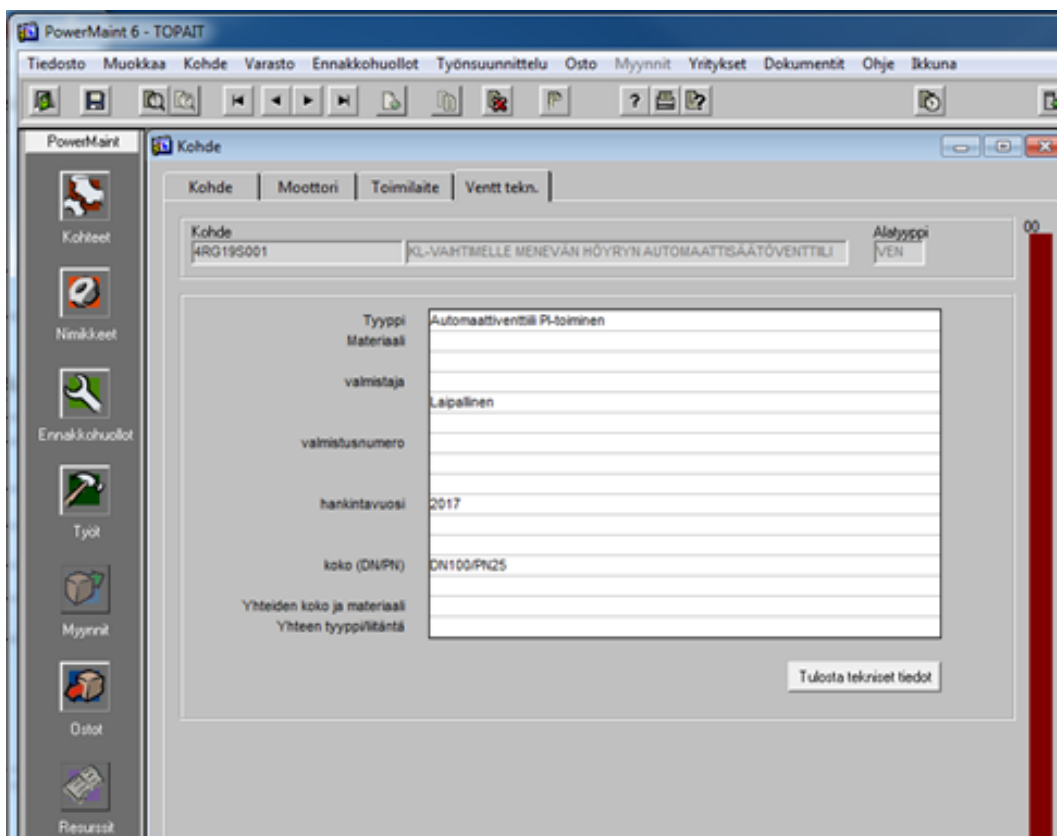 PowerMaint 6 - TOPAIT
Tiedosto Muokkaa Kohde Varasto Ennakkohuollot Työnsuunnittelu Osto Myynnit Yritykset Dokumentit Ohje Ikkuna
PowerMaint
Kohteet
Nimikkeet
Ennakkohuollot
Työt
Myynnit
Ostot
Resurssit
Kohde
Kohde Moottori Toimilaite Ventt tekn.
Kohde Alatyyppi
4RG19S001 KL-VAIHTIMELLE MENEVÄN HÖYRYN AUTOMAATTISÄÄTÖVENTTIILI VEN
00
Tyyppi Automaattiventtiili PI-toiminen
Materiaali
valmistaja
Laipallinen
valmistusnumero
hankintavuosi 2017
koko (DN/PN) DN100/PN25
Yhteiden koko ja materiaali
Yhteen tyyppi/liitäntä
Tulosta tekniset tiedot